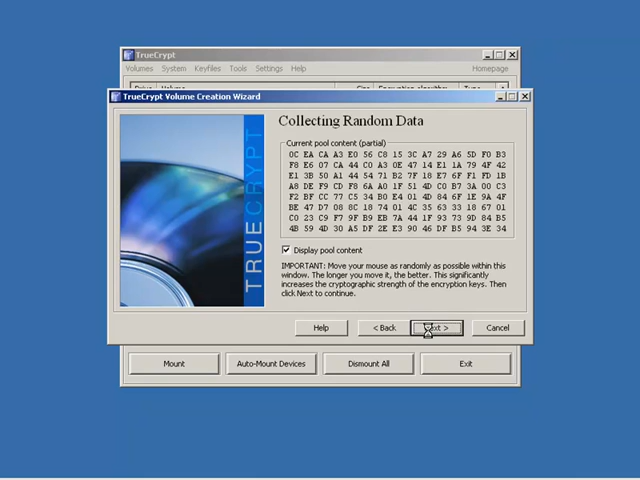 TrueCrypt
Volumes System Keyfiles Tools Settings Help Homepage
TrueCrypt Volume Creation Wizard
Collecting Random Data
Current pool content (partial)
0C EA CA A3 E0 56 C8 15 3C A7 29 A6 5D F0 B3
F8 E6 07 CA 44 C0 A3 0E 47 14 E1 1A 79 4F 42
E1 3B 50 A1 44 54 71 B2 7F 18 E7 6F F1 FD 1B
A8 DE F9 CD F8 6A A0 1F 51 4D C0 B7 3A 00 C3
F2 BF CC 77 C5 34 B0 E4 01 4D 84 6F 1E 9A 4F
BE 47 D7 08 8C 18 74 01 4C 35 63 33 18 67 01
C0 23 C9 F7 9F B9 EB 7A 44 1F 93 73 9D 84 B5
4B 59 4D 30 A5 DF 2E E3 90 46 DF B5 94 3E 34
TRUECRYPT
Display pool content
IMPORTANT: Move your mouse as randomly as possible within this
window. The longer you move it, the better. This significantly
increases the cryptographic strength of the encryption keys. Then
click Next to continue.
Help < Back Cancel
Mount Auto-Mount Devices Dismount All Exit